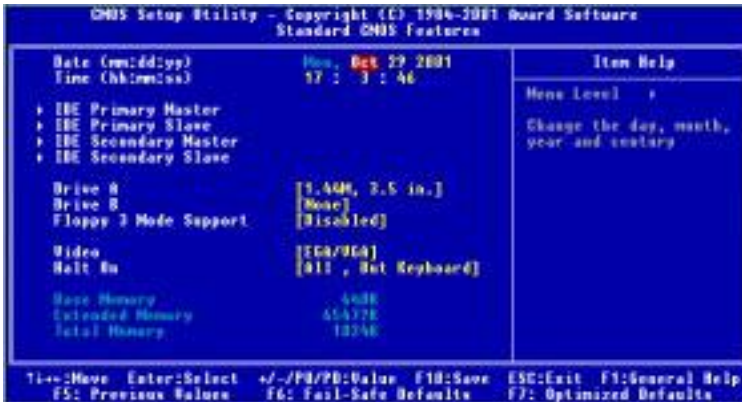 CMOS Setup Utility - Copyright (C) 1984-2001 Award Software
Standard CMOS Features
Date (mm:dd:yy) Mon, Oct 29 2001
Time (hh:mm:ss) 17 : 3 : 46
IDE Primary Master
IDE Primary Slave
IDE Secondary Master
IDE Secondary Slave
Drive A [1.44M, 3.5 in.]
Drive B [None]
Floppy 3 Mode Support [Disabled]
Video [EGA/VGA]
Halt On [All , But Keyboard]
Base Memory 640K
Extended Memory
Total Memory 1024K
Item Help
Menu Level
Change the day, month,
year and century
:Move Enter:Select +/-/PU/PD:Value F10:Save ESC:Exit F1:General Help
F5: Previous Values F6: Fail-Safe Defaults F7: Optimized Defaults